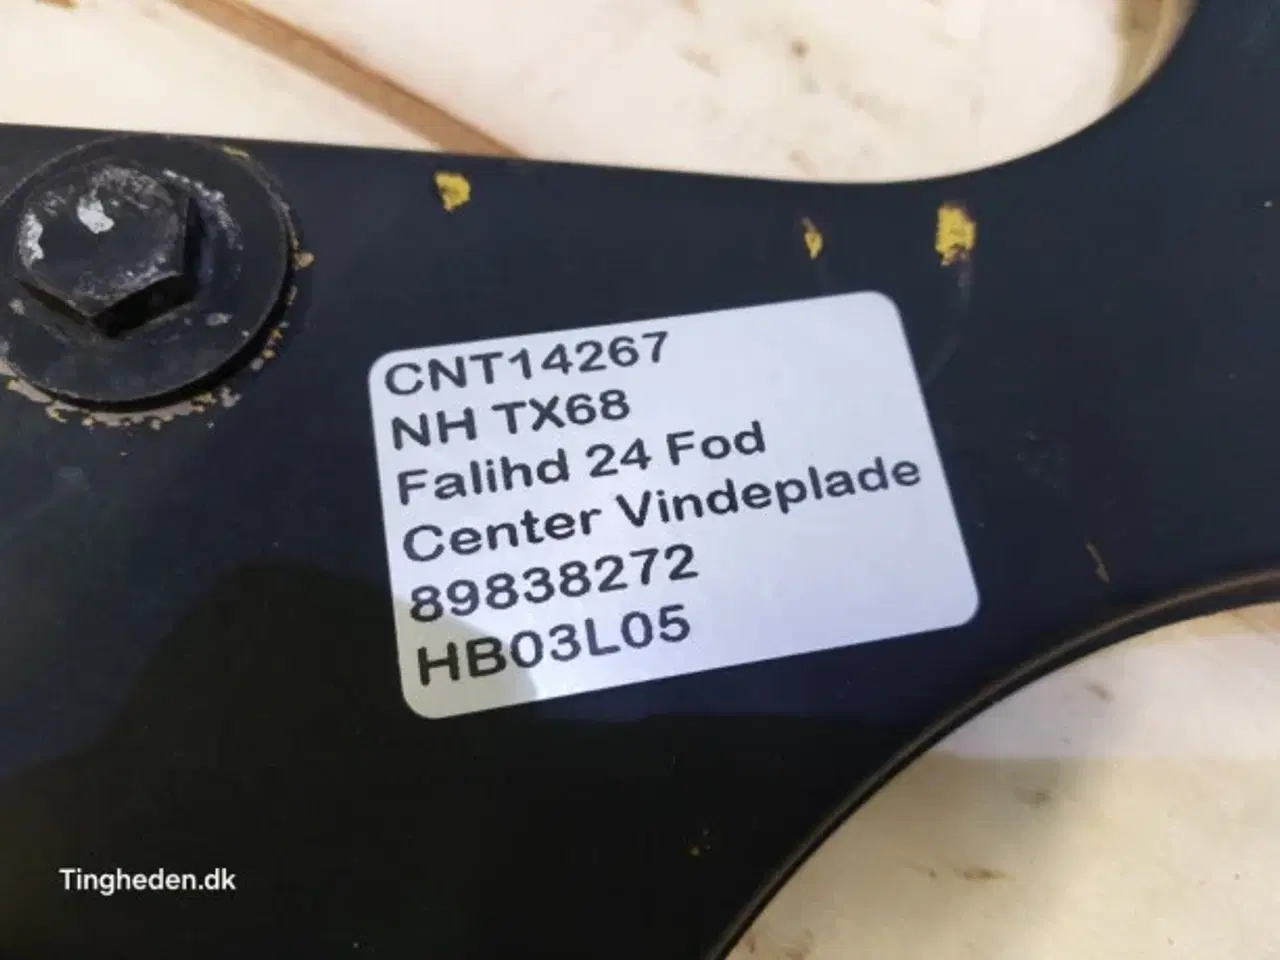 CNT14267
NH TX68
Falihd 24 Fod
Center Vindeplade
89838272
HB03L05
Tingheden.dk